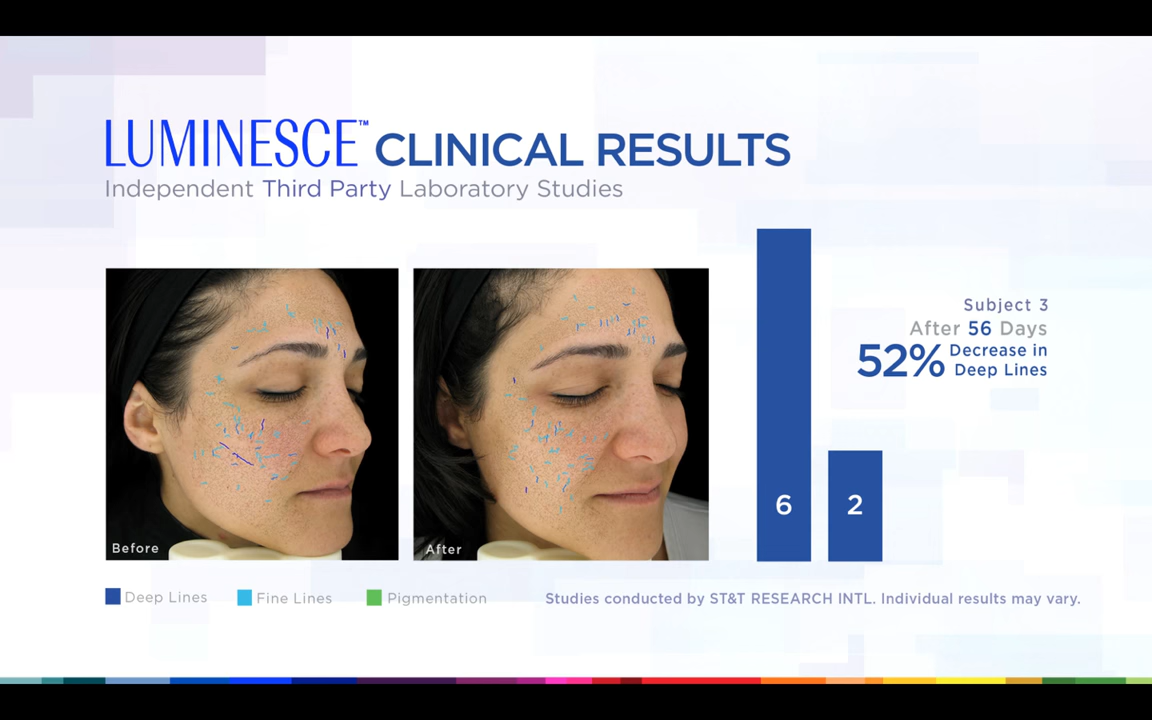 LUMINESCE™ CLINICAL RESULTS
Independent Third Party Laboratory Studies
Subject 3
After 56 Days
52% Decrease in
Deep Lines
6 2
Before After
Deep Lines Fine Lines Pigmentation
Studies conducted by ST&T RESEARCH INTL. Individual results may vary.